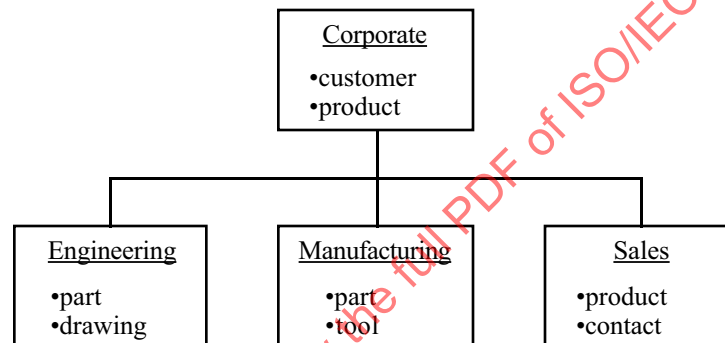 Corporate
•customer
•product
Engineering
•part
•drawing
Manufacturing
•part
•tool
Sales
•product
•contact
the full PDF of ISO/IEC